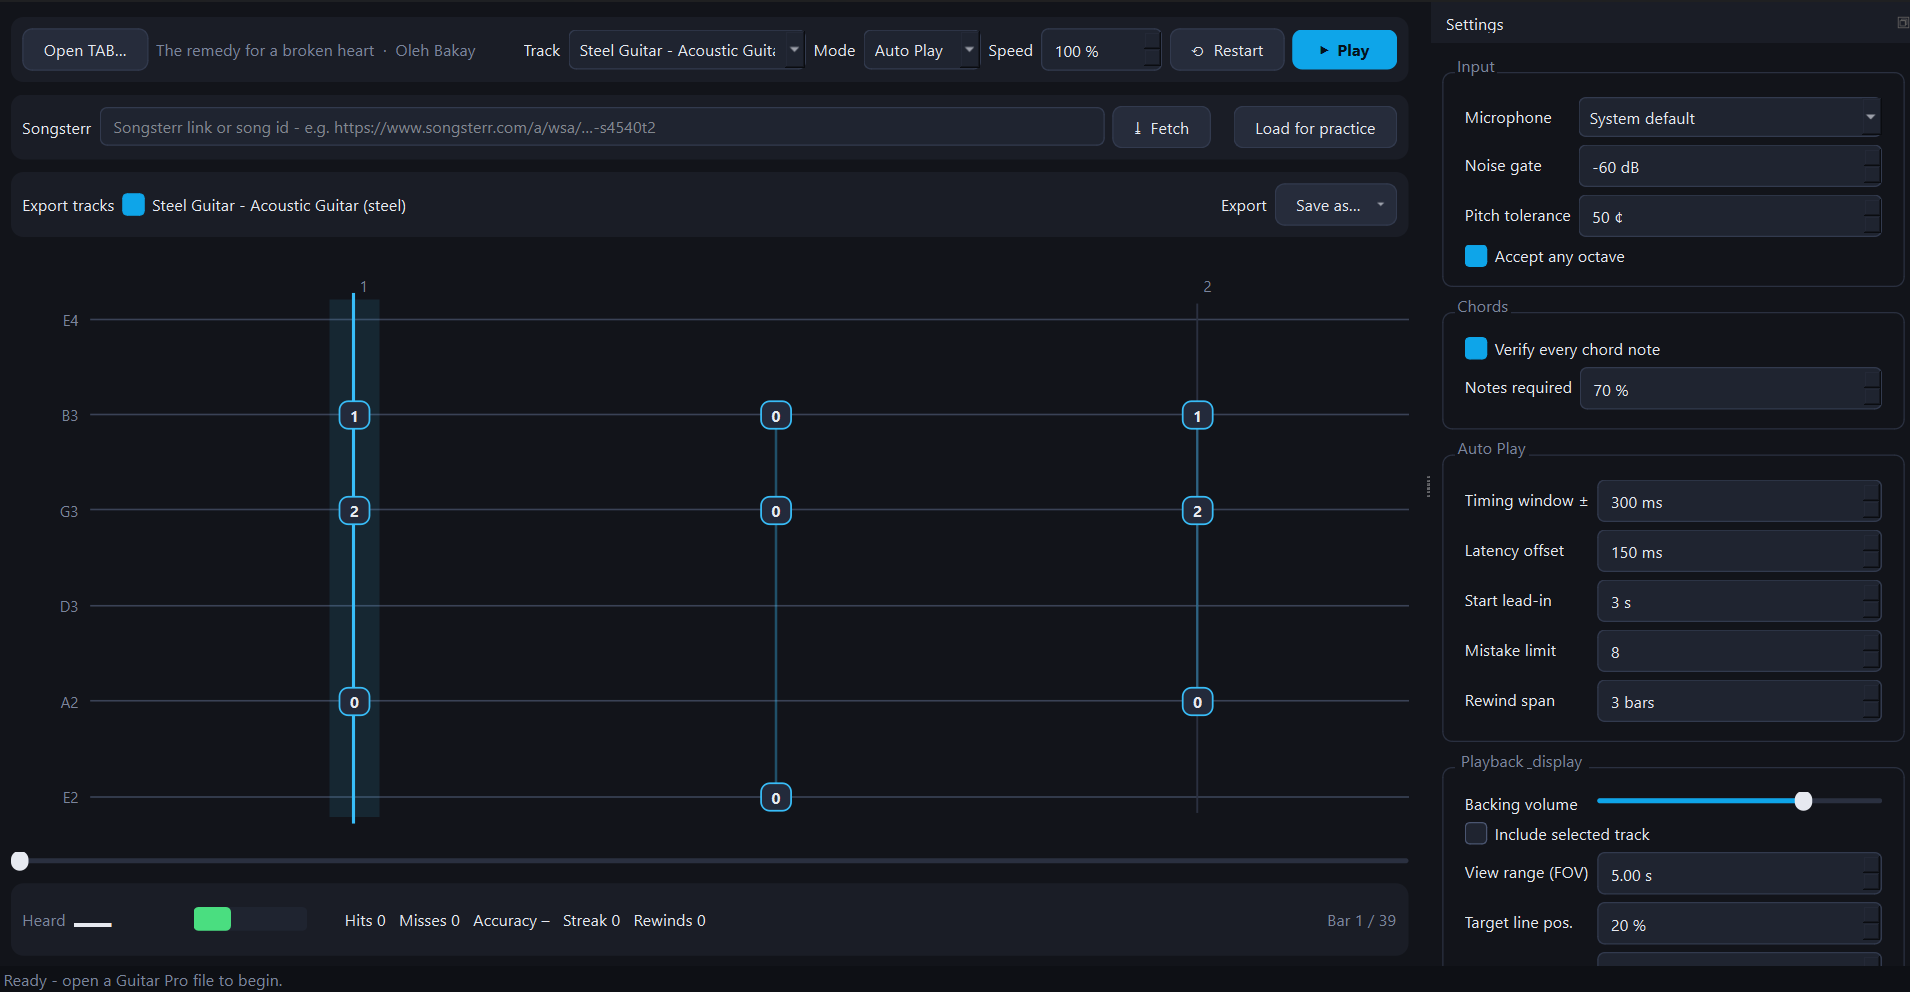 Open TAB... The remedy for a broken heart · Oleh Bakay Track Steel Guitar - Acoustic Guita Mode Auto Play Speed 100 % ⟲ Restart ▶ Play
Songsterr Songsterr link or song id - e.g. https://www.songsterr.com/a/wsa/...-s4540t2 ⤓ Fetch Load for practice
Export tracks Steel Guitar - Acoustic Guitar (steel) Export Save as...
1 2
E4
B3 1 0 1
G3 2 0 2
D3
A2 0 0
E2 0
Heard Hits 0 Misses 0 Accuracy – Streak 0 Rewinds 0 Bar 1 / 39
Ready - open a Guitar Pro file to begin.
Settings
Input
Microphone System default
Noise gate -60 dB
Pitch tolerance 50 ¢
Accept any octave
Chords
Verify every chord note
Notes required 70 %
Auto Play
Timing window ± 300 ms
Latency offset 150 ms
Start lead-in 3 s
Mistake limit 8
Rewind span 3 bars
Playback _display
Backing volume
Include selected track
View range (FOV) 5.00 s
Target line pos. 20 %